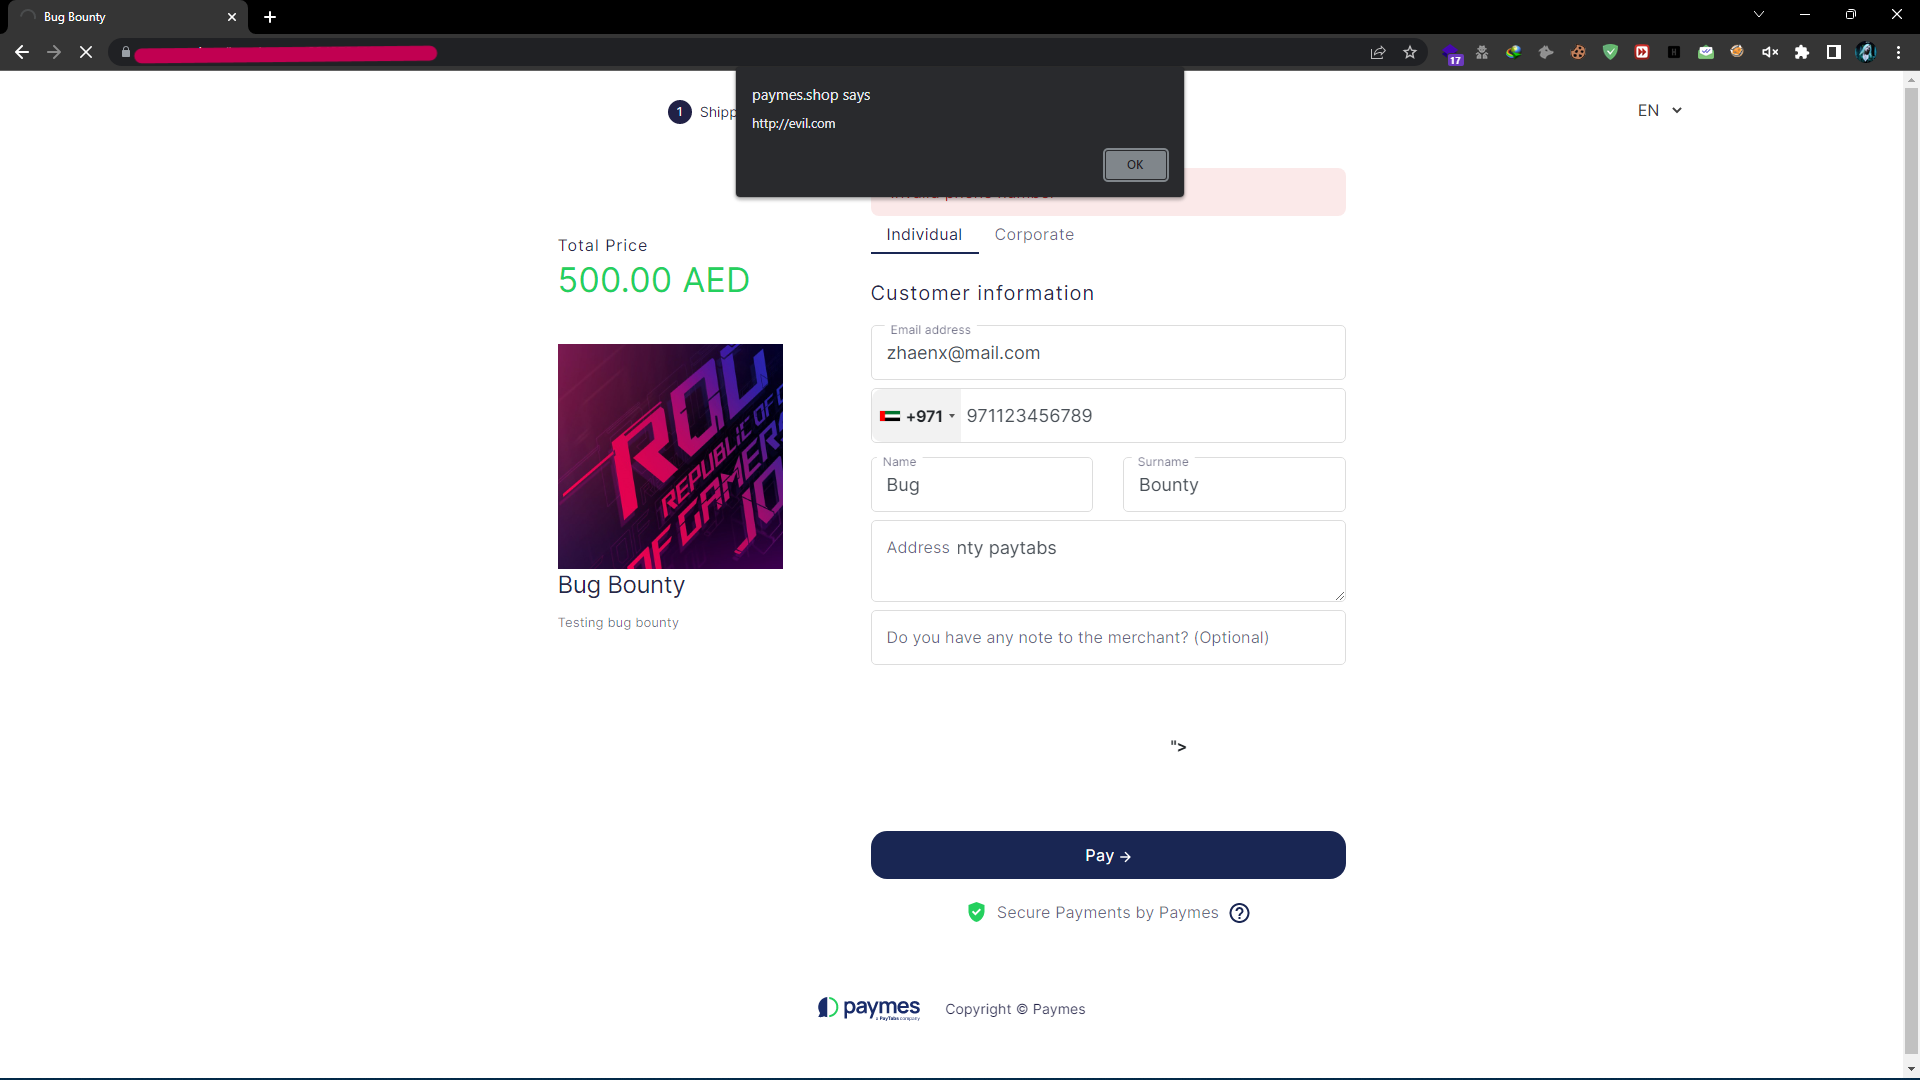 Bug Bounty
17
paymes.shop says
http://evil.com
OK
1 Shipp
EN
Individual Corporate
Total Price
500.00 AED
Customer information
Email address
zhaenx@mail.com
+971 971123456789
Name
Bug
Surname
Bounty
Address nty paytabs
Do you have any note to the merchant? (Optional)
REPUBLIC OF
OF GAMERS
Bug Bounty
Testing bug bounty
">
Pay →
Secure Payments by Paymes ?
paymes
a PayTabs company
Copyright © Paymes